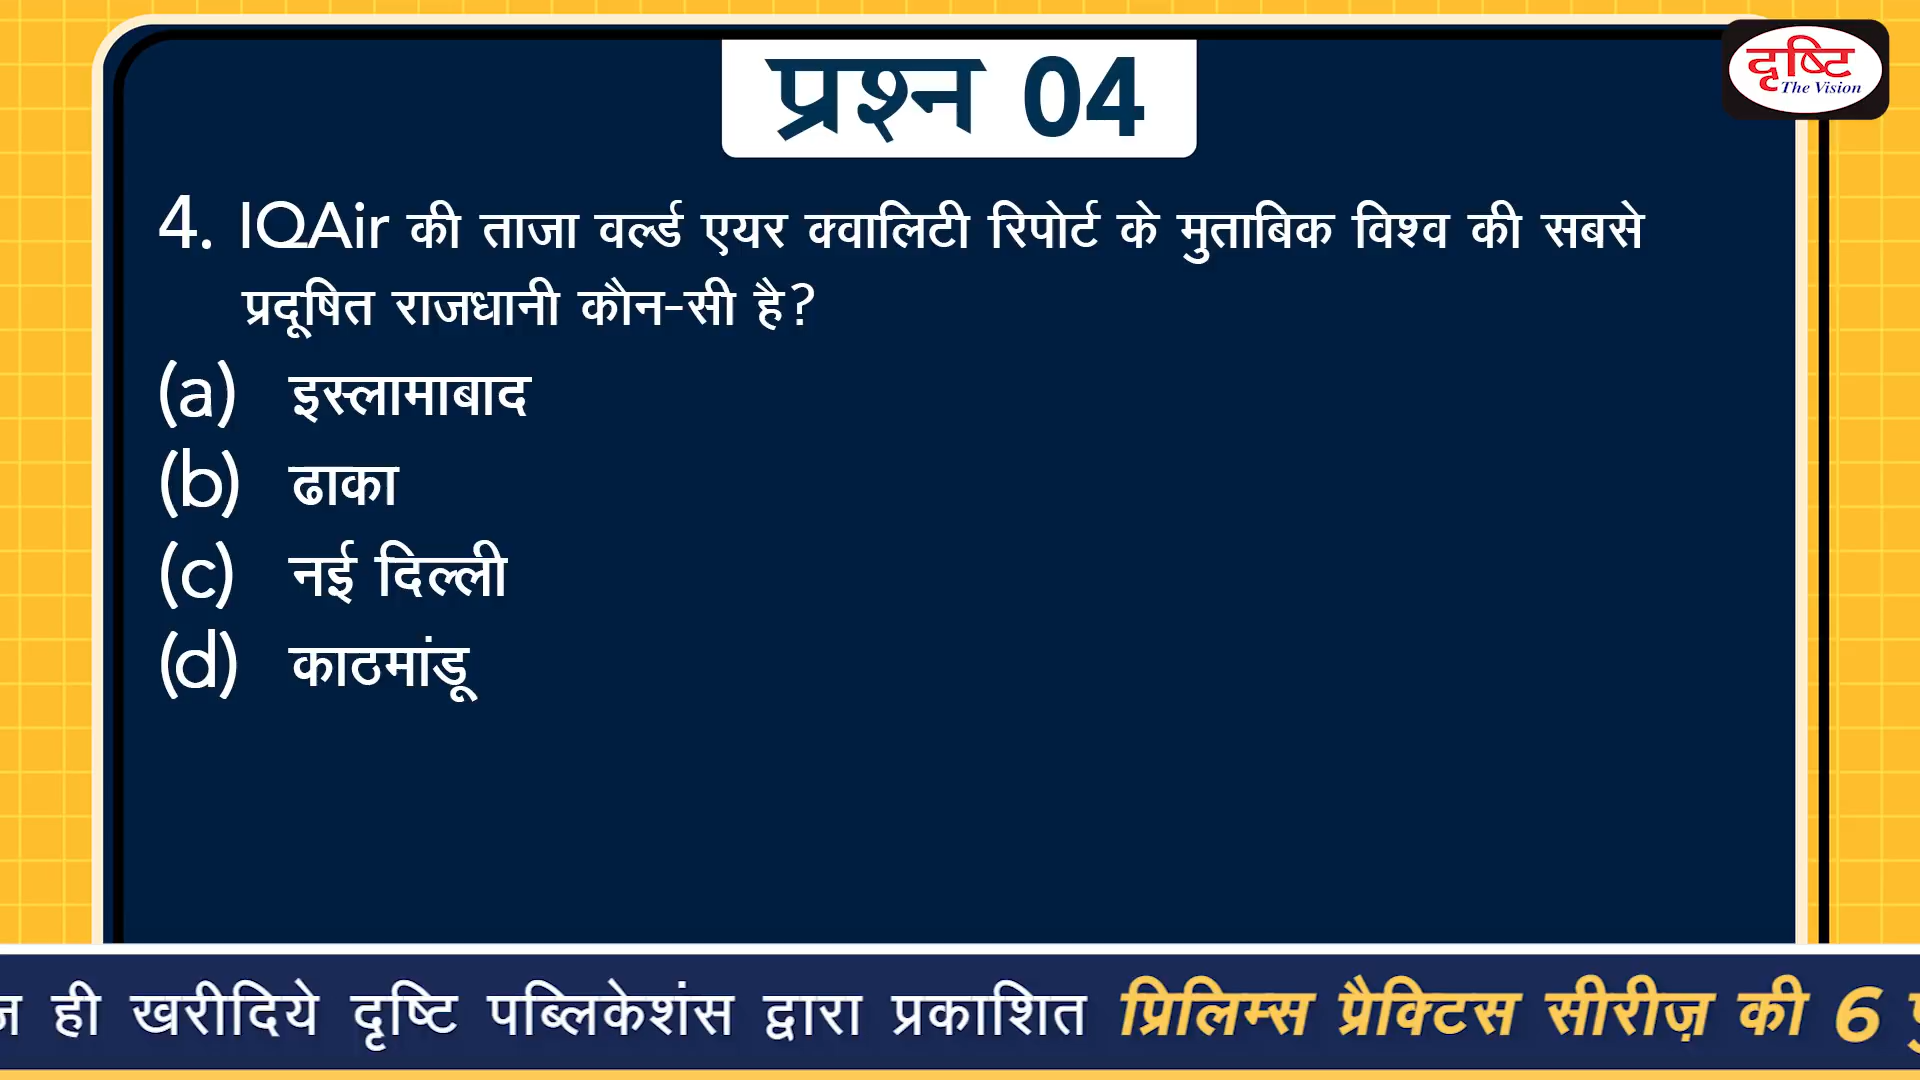 प्रश्न 04
दृष्टि
The Vision
4. IQAir की ताजा वर्ल्ड एयर क्वालिटी रिपोर्ट के मुताबिक विश्व की सबसे
प्रदूषित राजधानी कौन-सी है?
(a) इस्लामाबाद
(b) ढाका
(c) नई दिल्ली
(d) काठमांडू
ही खरीदिये दृष्टि पब्लिकेशंस द्वारा प्रकाशित प्रिलिम्स प्रैक्टिस सीरीज़ की 6